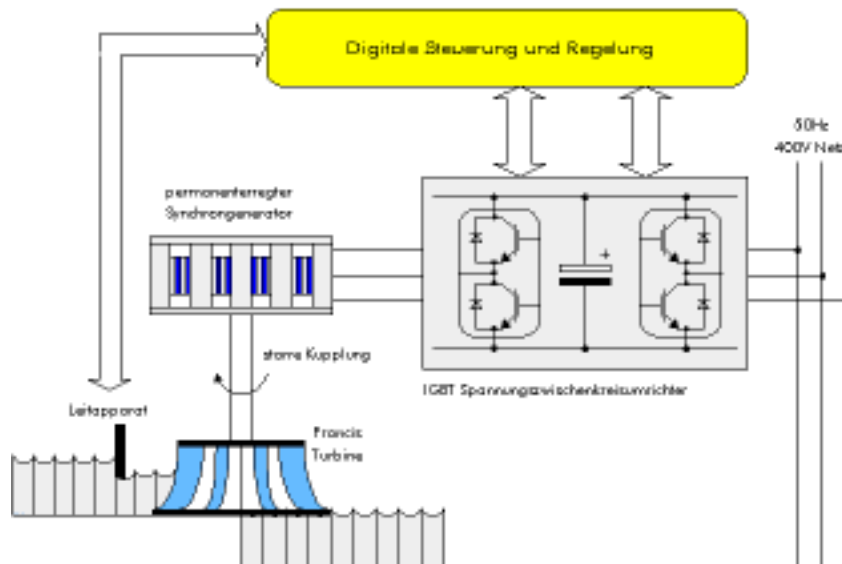 Digitale Steuerung und Regelung
50Hz
400V Netz
permanenterregter
Synchrongenerator
starre Kupplung
IGBT Spannungszwischenkreisumrichter
Leitapparat
Francis
Turbine